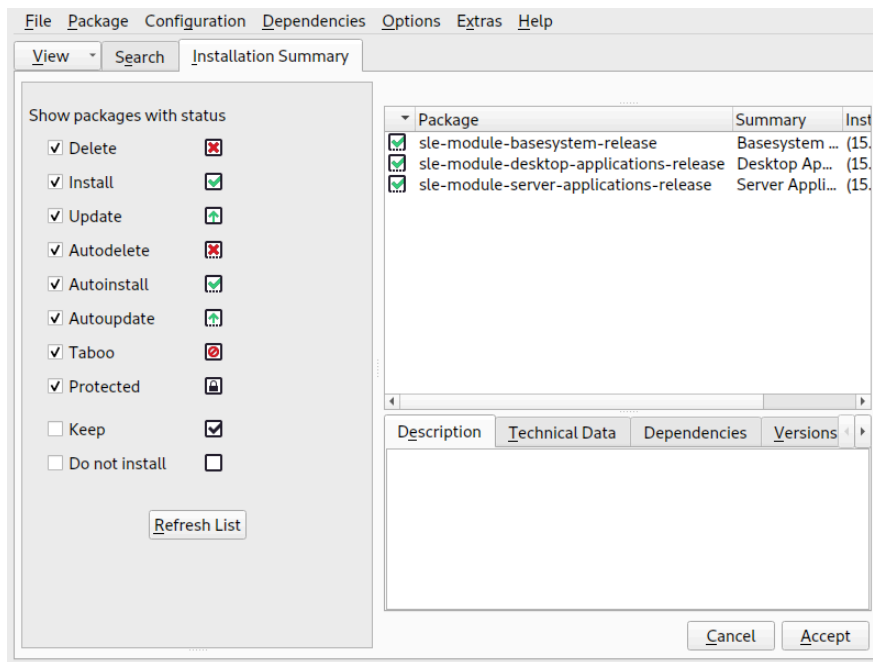 File Package Configuration Dependencies Options Extras Help
View Search Installation Summary
Show packages with status
Delete
Install
Update
Autodelete
Autoinstall
Autoupdate
Taboo
Protected
Keep
Do not install
Refresh List
Package Summary Inst
sle-module-basesystem-release Basesystem ... (15.
sle-module-desktop-applications-release Desktop Ap... (15.
sle-module-server-applications-release Server Appli... (15.
Description Technical Data Dependencies Versions
Cancel Accept